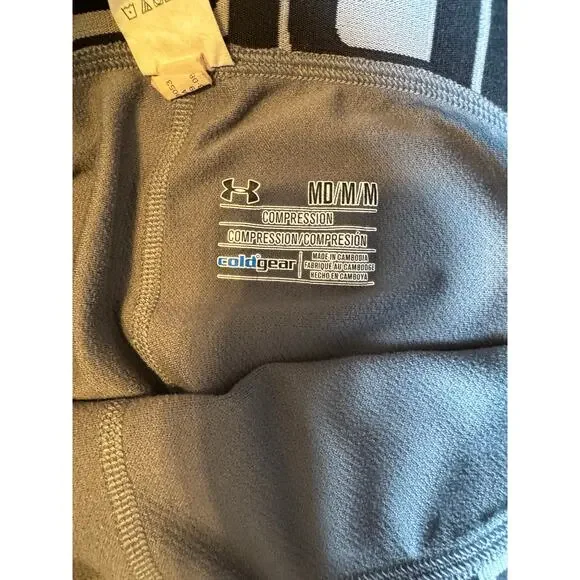 MD/M/M
COMPRESSION
COMPRESSION/COMPRESIÓN
coldgear
MADE IN CAMBODIA
FABRIQUÉ AU CAMBODGE
HECHO EN CAMBOYA